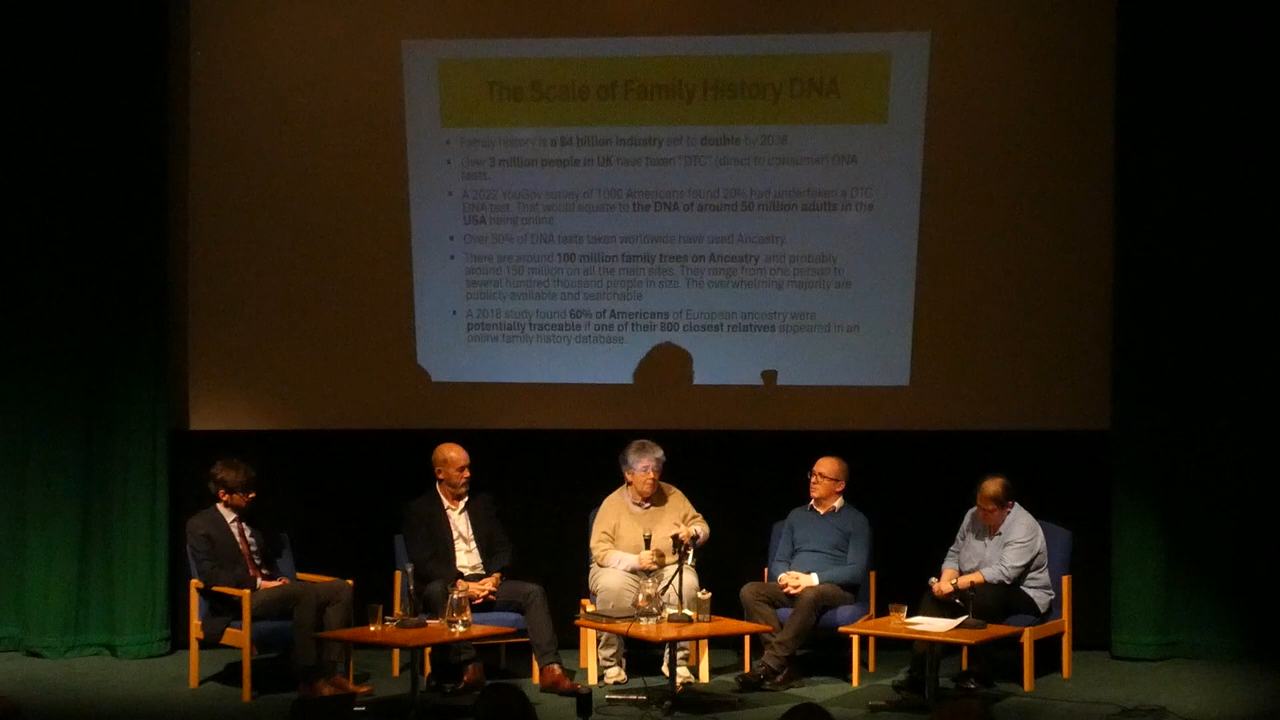 The Scale of Family History DNA
Family history is a $4 billion industry set to double by 2028.
Over 3 million people in UK have taken "DTC" (direct to consumer) DNA
tests.
A 2022 YouGov survey of 1000 Americans found 20% had undertaken a DTC
DNA test. That would equate to the DNA of around 50 million adults in the
USA being online.
Over 50% of DNA tests taken worldwide have used Ancestry.
There are around 100 million family trees on Ancestry and probably
around 150 million on all the main sites. They range from one person to
several hundred thousand people in size. The overwhelming majority are
publicly available and searchable
A 2018 study found 60% of Americans of European ancestry were
potentially traceable if one of their 800 closest relatives appeared in an
online family history database.